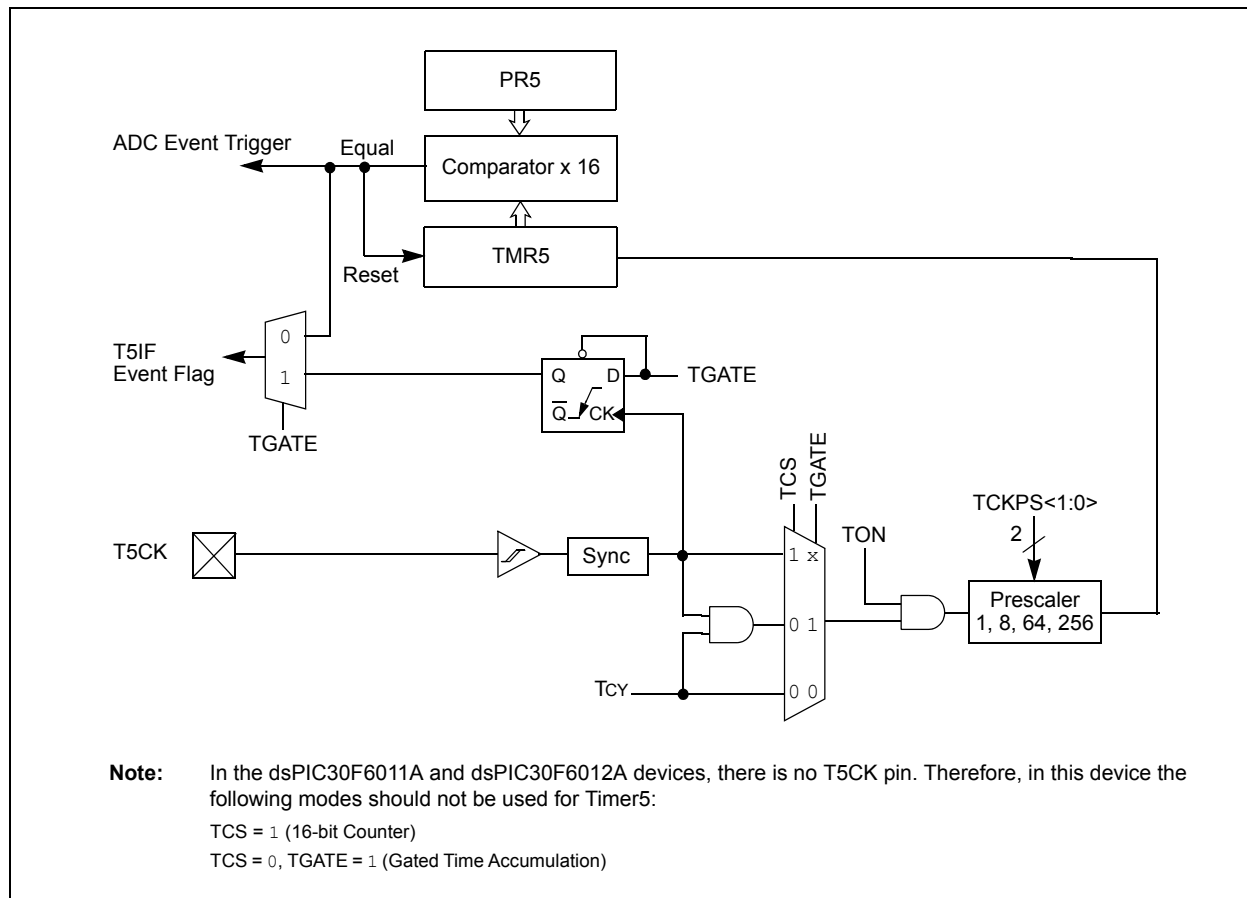 PR5
ADC Event Trigger
Equal
Comparator x 16
TMR5
Reset
0
T5IF
Event Flag
1
Q D
TGATE
Q CK
TGATE
TCS
TGATE
TCKPS<1:0>
2
TON
T5CK
Sync
1 x
Prescaler
1, 8, 64, 256
0 1
TCY
0 0
Note: In the dsPIC30F6011A and dsPIC30F6012A devices, there is no T5CK pin. Therefore, in this device the
following modes should not be used for Timer5:
TCS = 1 (16-bit Counter)
TCS = 0, TGATE = 1 (Gated Time Accumulation)